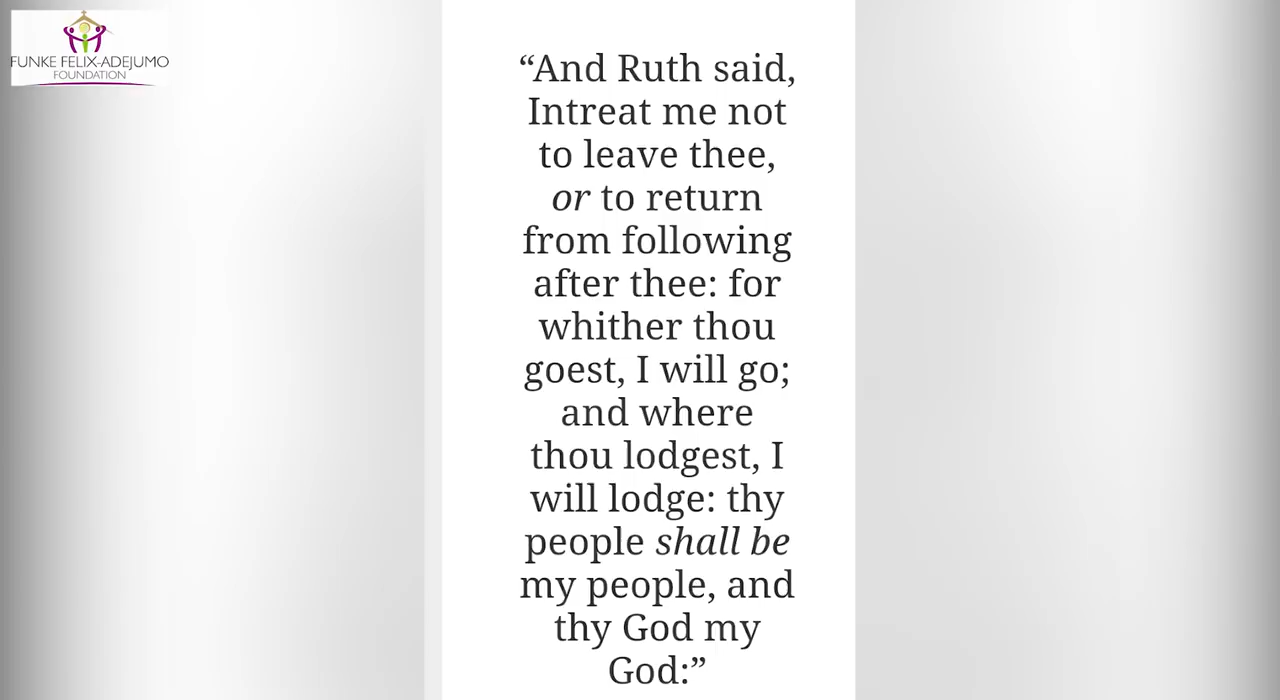 FUNKE FELIX-ADEJUMO
FOUNDATION
“And Ruth said,
Intreat me not
to leave thee,
or to return
from following
after thee: for
whither thou
goest, I will go;
and where
thou lodgest, I
will lodge: thy
people shall be
my people, and
thy God my
God:”